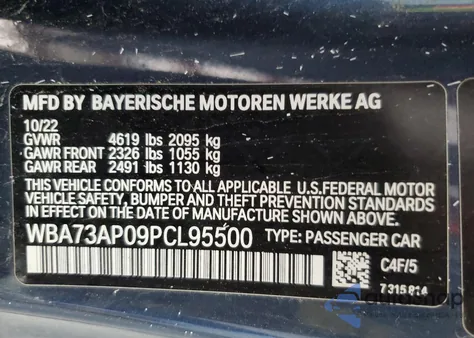 MFD BY BAYERISCHE MOTOREN WERKE AG
10/22
GVWR 4619 lbs 2095 kg
GAWR FRONT 2326 lbs 1055 kg
GAWR REAR 2491 lbs 1130 kg
THIS VEHICLE CONFORMS TO ALL APPLICABLE U.S.FEDERAL MOTOR
VEHICLE SAFETY, BUMPER AND THEFT PREVENTION STANDARDS IN
EFFECT ON THE DATE OF MANUFACTURE SHOWN ABOVE.
WBA73AP09PCL95500 TYPE: PASSENGER CAR
C4F/5